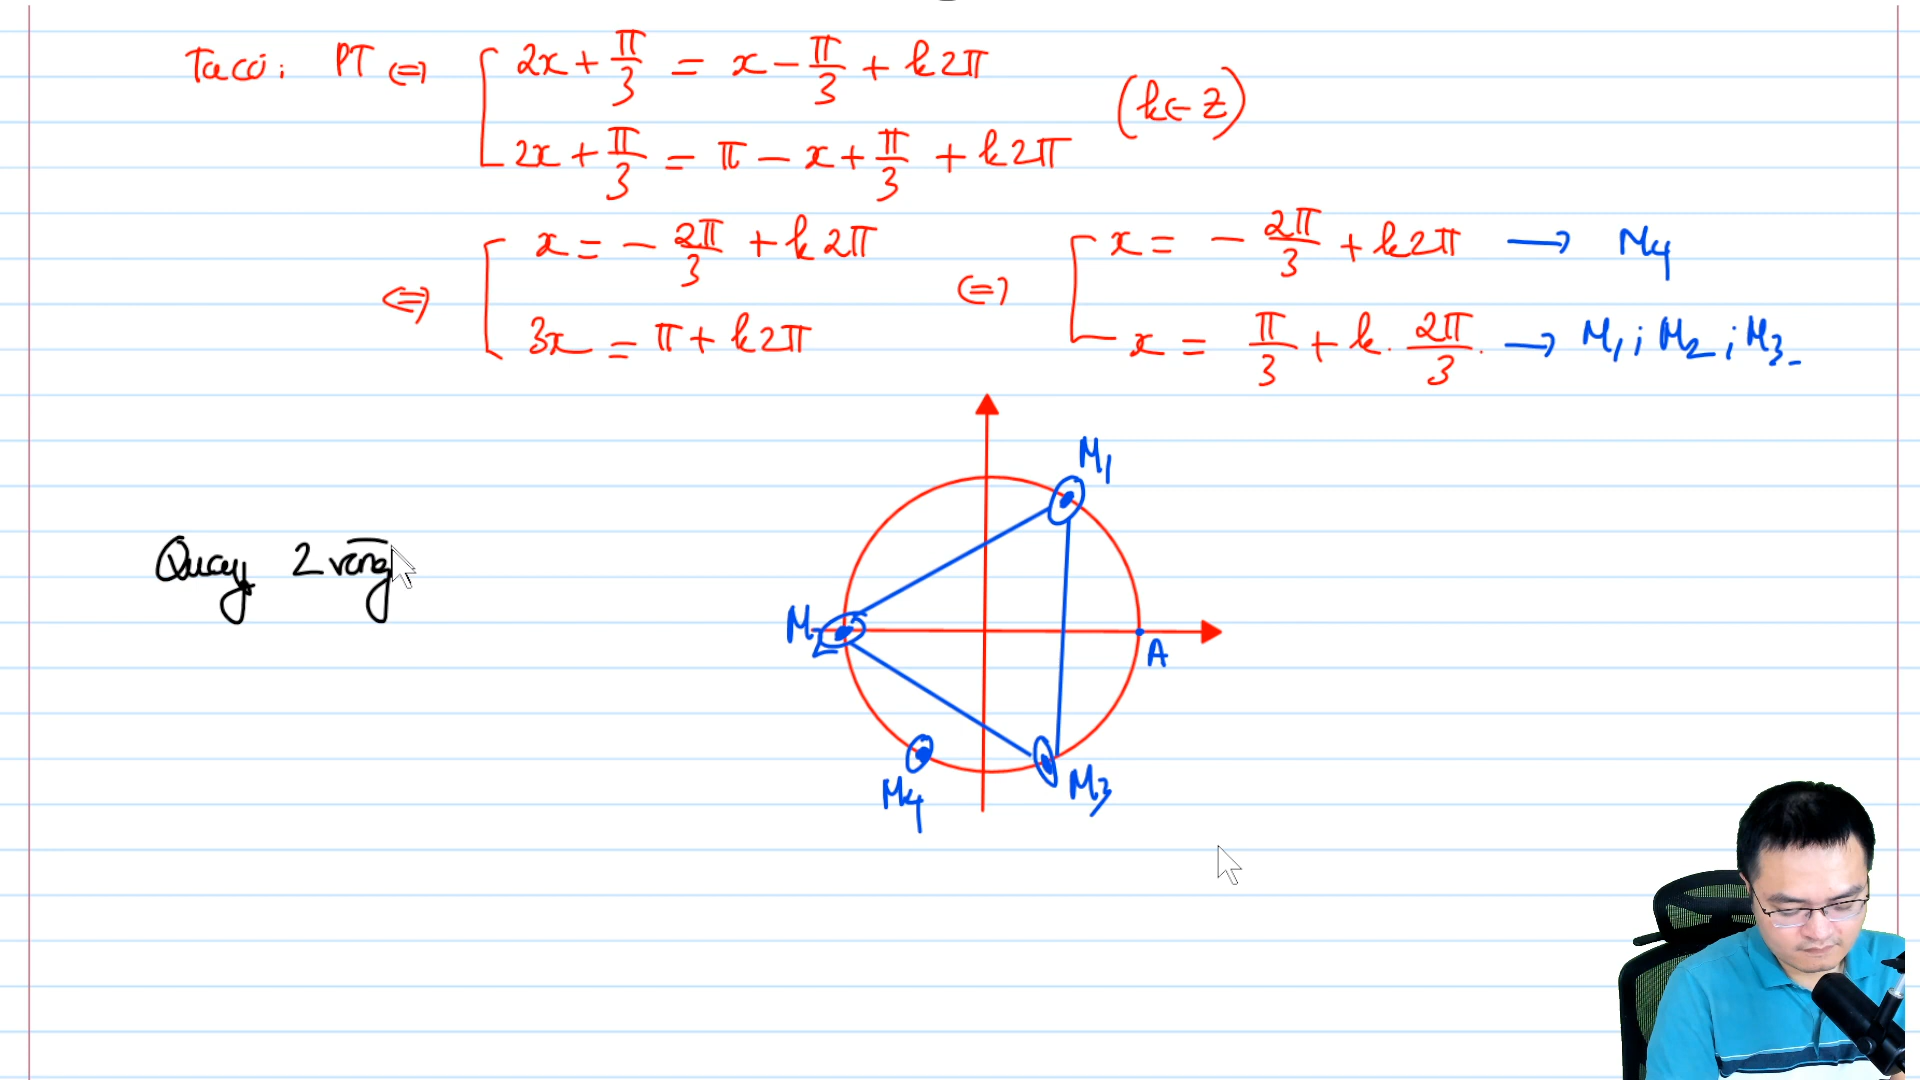 Ta có: PT ⇔ [ 2x + π/3 = x - π/3 + k2π
2x + π/3 = π - x + π/3 + k2π (k ∈ Z)
⇔ [ x = - 2π/3 + k2π ⇔ [ x = - 2π/3 + k2π → M4
3x = π + k2π x = π/3 + k. 2π/3. → M1 ; M2 ; M3
M1
Quay 2 vòng
M2 A
M4 M3